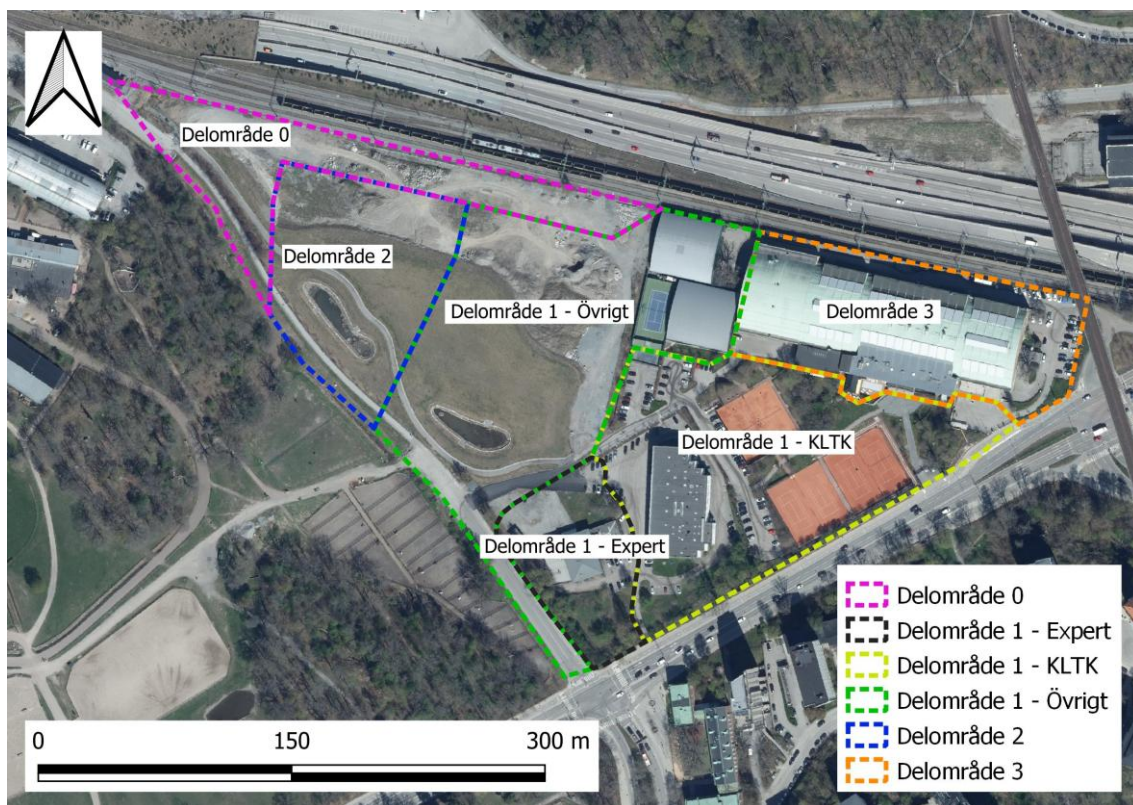 Delområde 0
Delområde 2
Delområde 1 - Övrigt
Delområde 3
Delområde 1 - KLTK
Delområde 1 - Expert
Delområde 0
Delområde 1 - Expert
Delområde 1 - KLTK
Delområde 1 - Övrigt
Delområde 2
Delområde 3
0 150 300 m